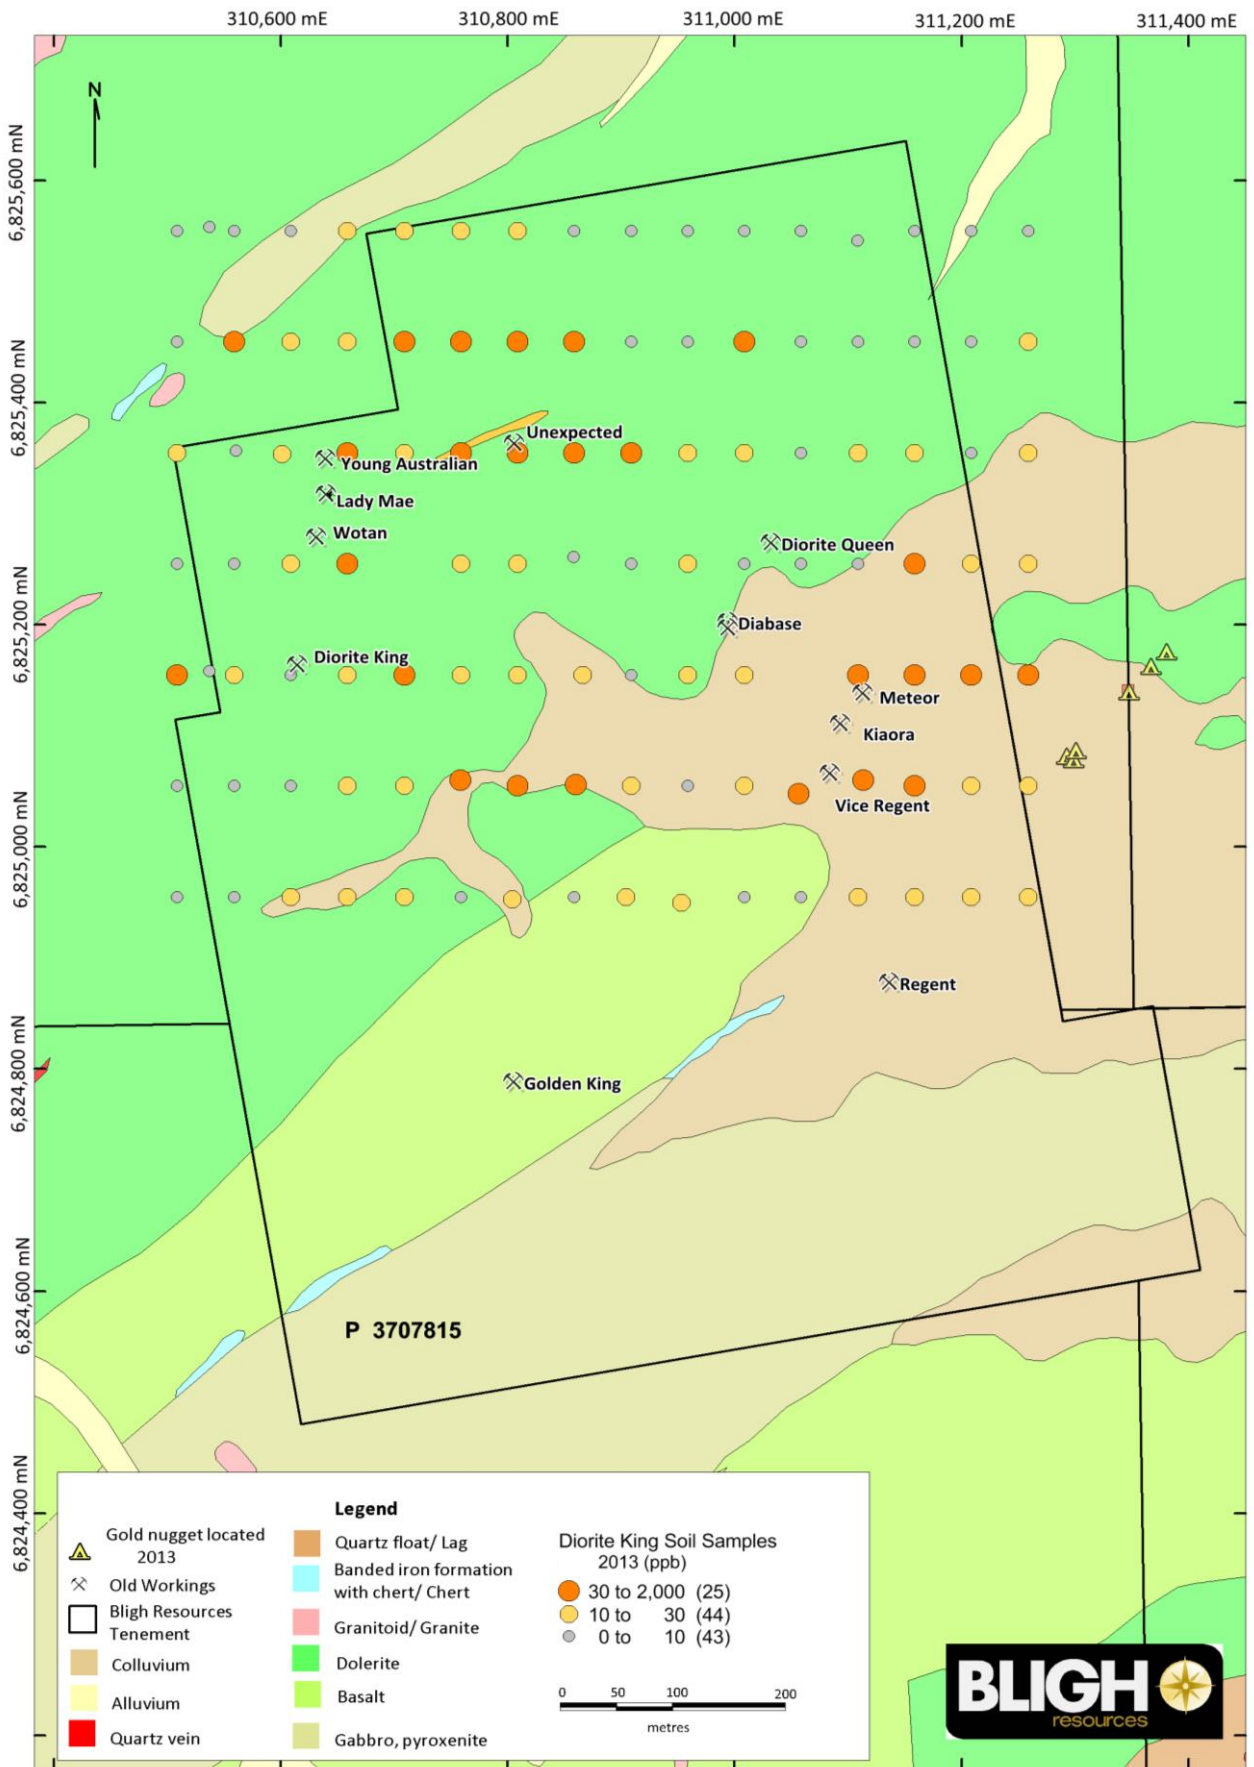 310,600 mE 310,800 mE 311,000 mE 311,200 mE 311,400 mE
N
6,825,600 mN
6,825,400 mN
Unexpected
Young Australian
Lady Mae
Wotan
Diorite Queen
6,825,200 mN
Diabase
Diorite King
Meteor
Kiaora
Vice Regent
6,825,000 mN
Regent
6,824,800 mN
Golden King
6,824,600 mN
P 3707815
6,824,400 mN
Legend
Gold nugget located
2013
Old Workings
Bligh Resources
Tenement
Colluvium
Alluvium
Quartz vein
Quartz float/ Lag
Banded iron formation
with chert/ Chert
Granitoid/ Granite
Dolerite
Basalt
Gabbro, pyroxenite
Diorite King Soil Samples
2013 (ppb)
30 to 2,000 (25)
10 to 30 (44)
0 to 10 (43)
0 50 100 200
metres
BLIGH
resources